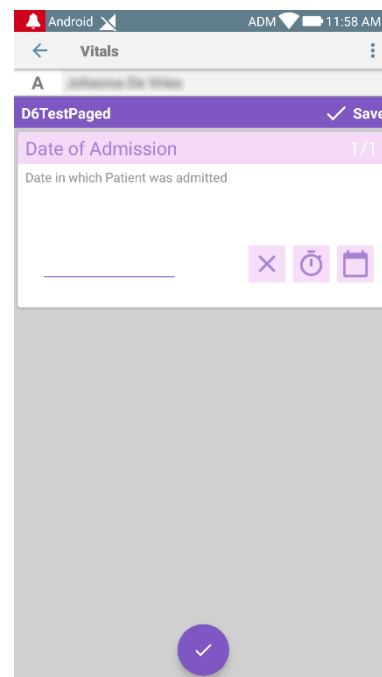 Android ADM 11:58 AM
Vitals
A
D6TestPaged Save
Date of Admission 1/1
Date in which Patient was admitted